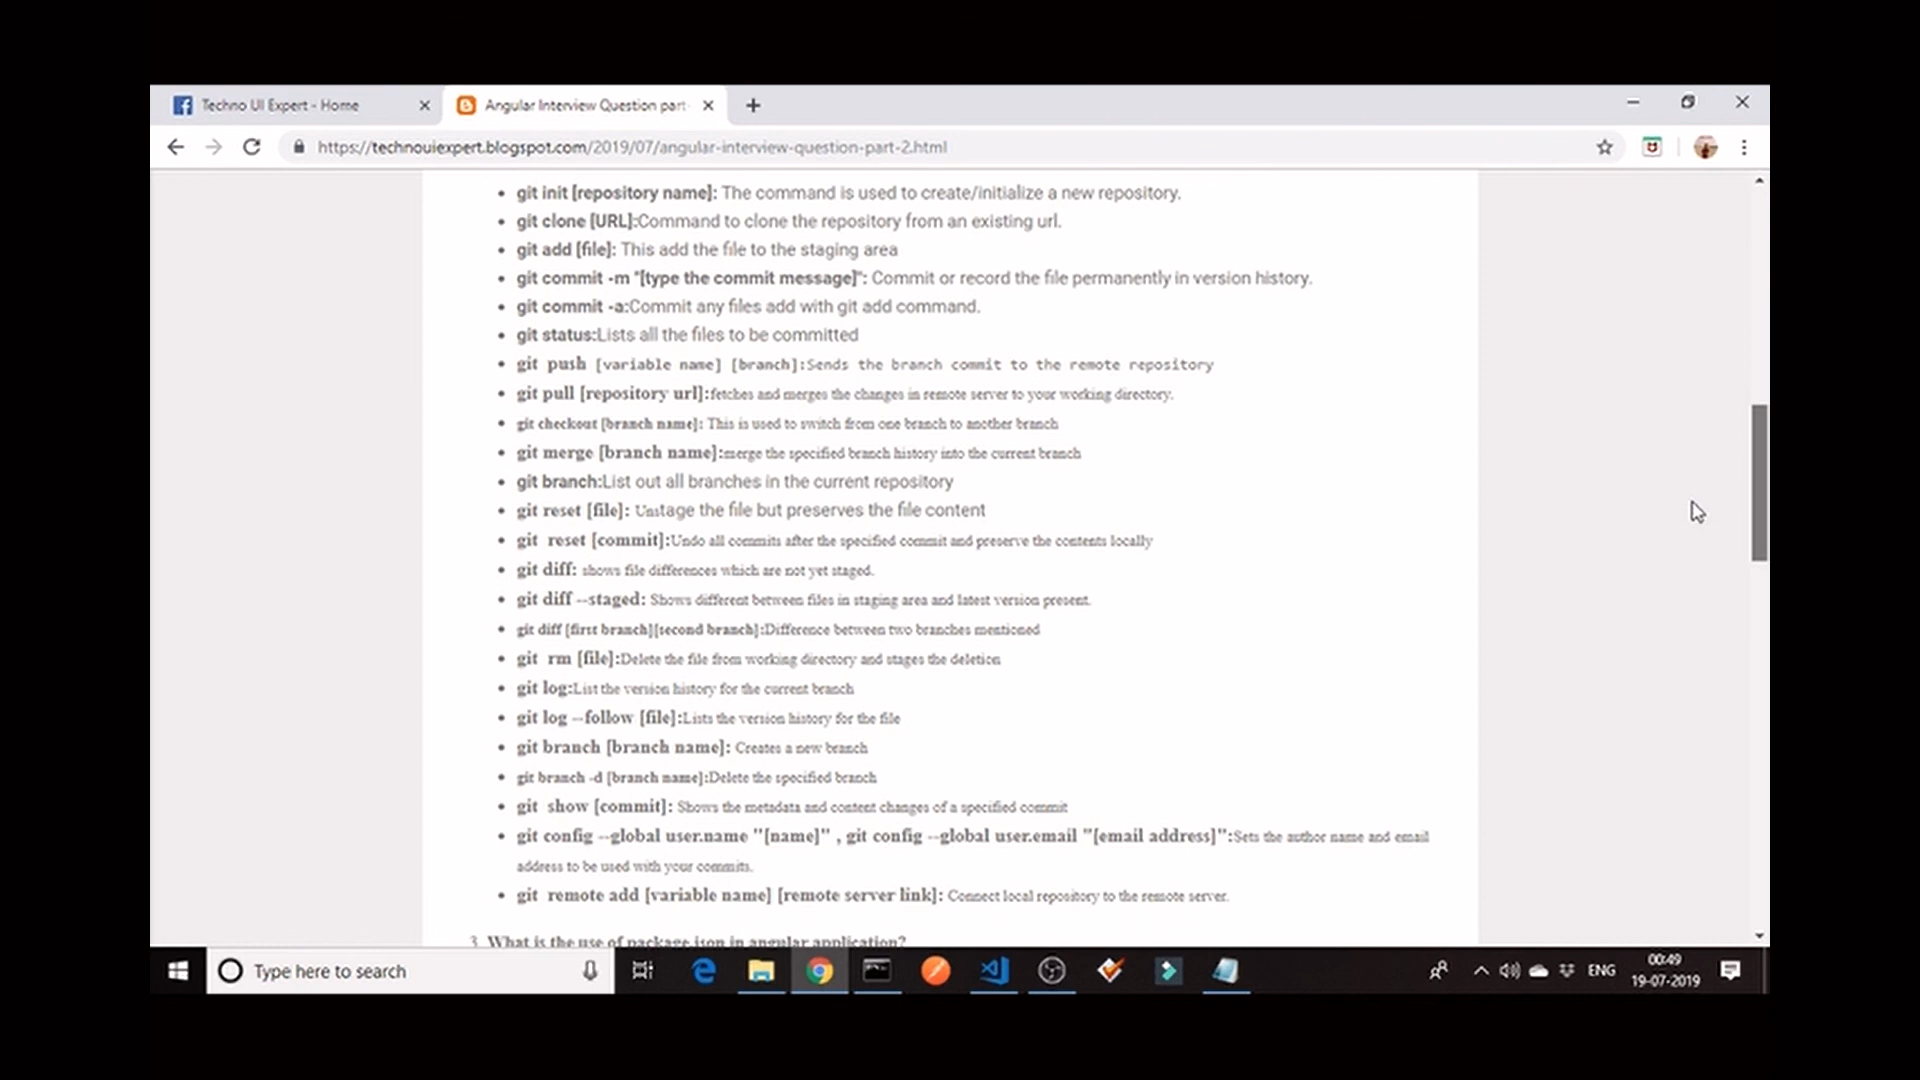 Techno UI Expert - Home
Angular Interview Question part
https://technouiexpert.blogspot.com/2019/07/angular-interview-question-part-2.html
git init [repository name]: The command is used to create/initialize a new repository.
git clone [URL]:Command to clone the repository from an existing url.
git add [file]: This add the file to the staging area
git commit -m "[type the commit message]": Commit or record the file permanently in version history.
git commit -a:Commit any files add with git add command.
git status:Lists all the files to be committed
git push [variable name] [branch]:Sends the branch commit to the remote repository
git pull [repository url]:fetches and merges the changes in remote server to your working directory.
git checkout [branch name]: This is used to switch from one branch to another branch
git merge [branch name]:merge the specified branch history into the current branch
git branch:List out all branches in the current repository
git reset [file]: Unstage the file but preserves the file content
git reset [commit]:Undo all commits after the specified commit and preserve the contents locally
git diff: shows file differences which are not yet staged.
git diff --staged: Shows different between files in staging area and latest version present.
git diff [first branch][second branch]:Difference between two branches mentioned
git rm [file]:Delete the file from working directory and stages the deletion
git log:List the version history for the current branch
git log --follow [file]:Lists the version history for the file
git branch [branch name]: Creates a new branch
git branch -d [branch name]:Delete the specified branch
git show [commit]: Shows the metadata and content changes of a specified commit
git config --global user.name "[name]" , git config --global user.email "[email address]":Sets the author name and email
address to be used with your commits.
git remote add [variable name] [remote server link]: Connect local repository to the remote server.
3. What is the use of package.json in angular application?
Type here to search
ENG
00:49
19-07-2019